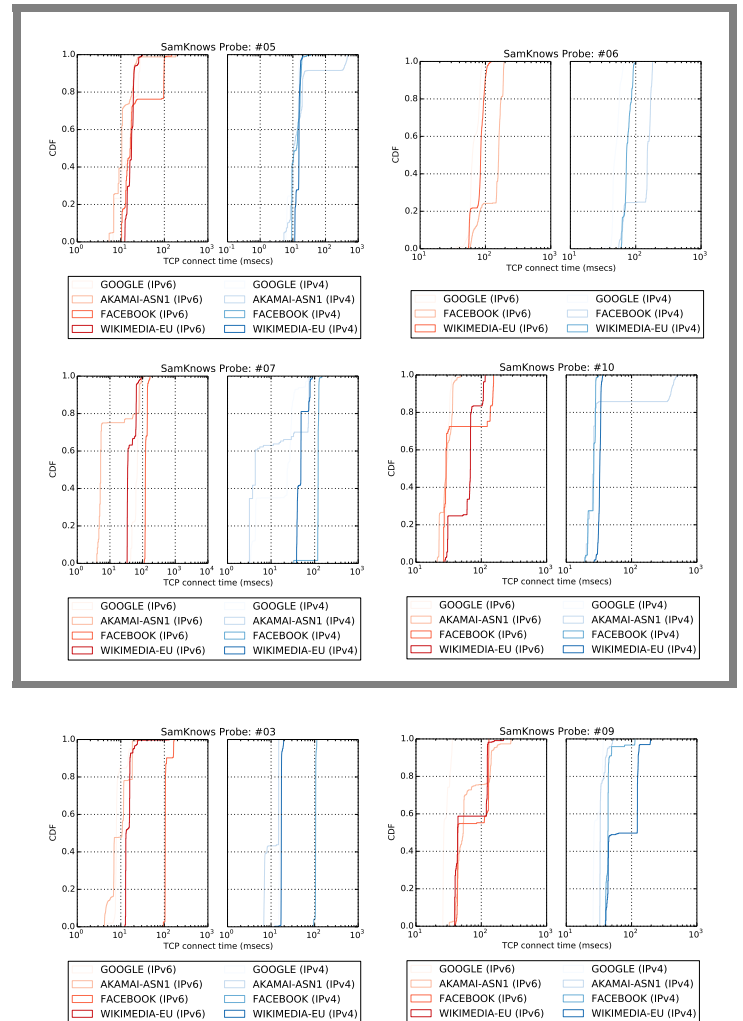 SamKnows Probe: #05
CDF
1.0
0.8
0.6
0.4
0.2
0.0
10^0 10^1 10^2 10^3 10^4
10^-1 10^0 10^1 10^2 10^3
TCP connect time (msecs)
GOOGLE (IPv6) GOOGLE (IPv4)
AKAMAI-ASN1 (IPv6) AKAMAI-ASN1 (IPv4)
FACEBOOK (IPv6) FACEBOOK (IPv4)
WIKIMEDIA-EU (IPv6) WIKIMEDIA-EU (IPv4)
SamKnows Probe: #06
CDF
1.0
0.8
0.6
0.4
0.2
0.0
10^1 10^2 10^3
10^1 10^2 10^3
TCP connect time (msecs)
GOOGLE (IPv6) GOOGLE (IPv4)
FACEBOOK (IPv6) FACEBOOK (IPv4)
WIKIMEDIA-EU (IPv6) WIKIMEDIA-EU (IPv4)
SamKnows Probe: #07
CDF
1.0
0.8
0.6
0.4
0.2
0.0
10^0 10^1 10^2 10^3 10^4
10^0 10^1 10^2 10^3
TCP connect time (msecs)
GOOGLE (IPv6) GOOGLE (IPv4)
AKAMAI-ASN1 (IPv6) AKAMAI-ASN1 (IPv4)
FACEBOOK (IPv6) FACEBOOK (IPv4)
WIKIMEDIA-EU (IPv6) WIKIMEDIA-EU (IPv4)
SamKnows Probe: #10
CDF
1.0
0.8
0.6
0.4
0.2
0.0
10^1 10^2 10^3
10^1 10^2 10^3
TCP connect time (msecs)
GOOGLE (IPv6) GOOGLE (IPv4)
AKAMAI-ASN1 (IPv6) AKAMAI-ASN1 (IPv4)
FACEBOOK (IPv6) FACEBOOK (IPv4)
WIKIMEDIA-EU (IPv6) WIKIMEDIA-EU (IPv4)
SamKnows Probe: #03
CDF
1.0
0.8
0.6
0.4
0.2
0.0
10^0 10^1 10^2 10^3
10^0 10^1 10^2 10^3
TCP connect time (msecs)
GOOGLE (IPv6) GOOGLE (IPv4)
AKAMAI-ASN1 (IPv6) AKAMAI-ASN1 (IPv4)
FACEBOOK (IPv6) FACEBOOK (IPv4)
WIKIMEDIA-EU (IPv6) WIKIMEDIA-EU (IPv4)
SamKnows Probe: #09
CDF
1.0
0.8
0.6
0.4
0.2
0.0
10^1 10^2 10^3
10^1 10^2 10^3
TCP connect time (msecs)
GOOGLE (IPv6) GOOGLE (IPv4)
AKAMAI-ASN1 (IPv6) AKAMAI-ASN1 (IPv4)
FACEBOOK (IPv6) FACEBOOK (IPv4)
WIKIMEDIA-EU (IPv6) WIKIMEDIA-EU (IPv4)